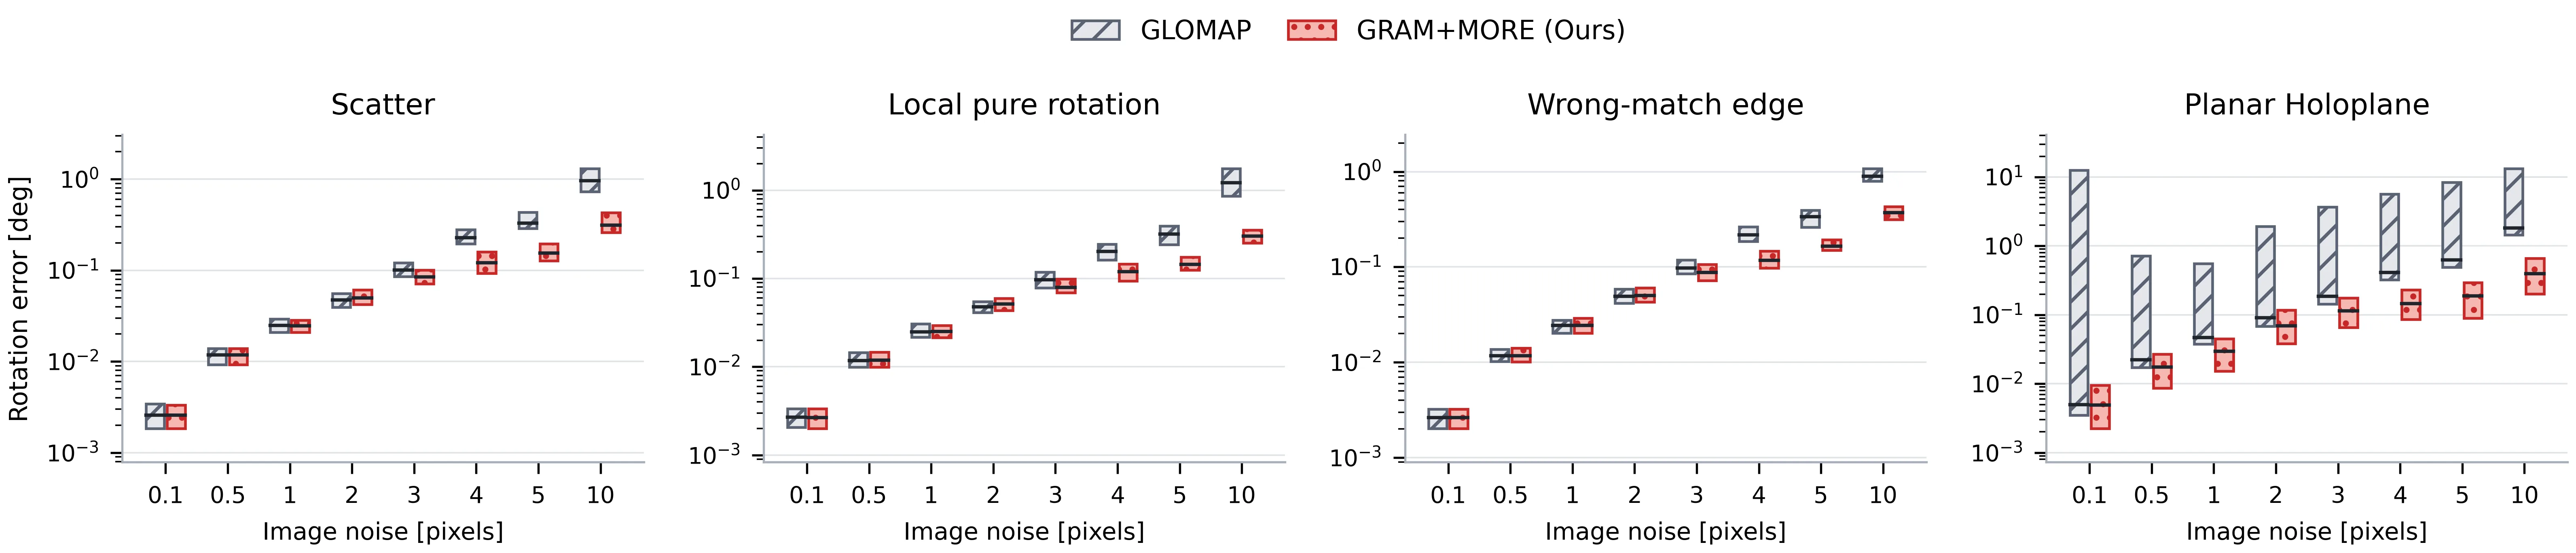 GLOMAP GRAM+MORE (Ours)
Scatter
Local pure rotation
Wrong-match edge
Planar Holoplane
Rotation error [deg]
10⁰
10⁻¹
10⁻²
10⁻³
0.1 0.5 1 2 3 4 5 10
Image noise [pixels]
10⁰
10⁻¹
10⁻²
10⁻³
0.1 0.5 1 2 3 4 5 10
Image noise [pixels]
10⁰
10⁻¹
10⁻²
10⁻³
0.1 0.5 1 2 3 4 5 10
Image noise [pixels]
10¹
10⁰
10⁻¹
10⁻²
10⁻³
0.1 0.5 1 2 3 4 5 10
Image noise [pixels]